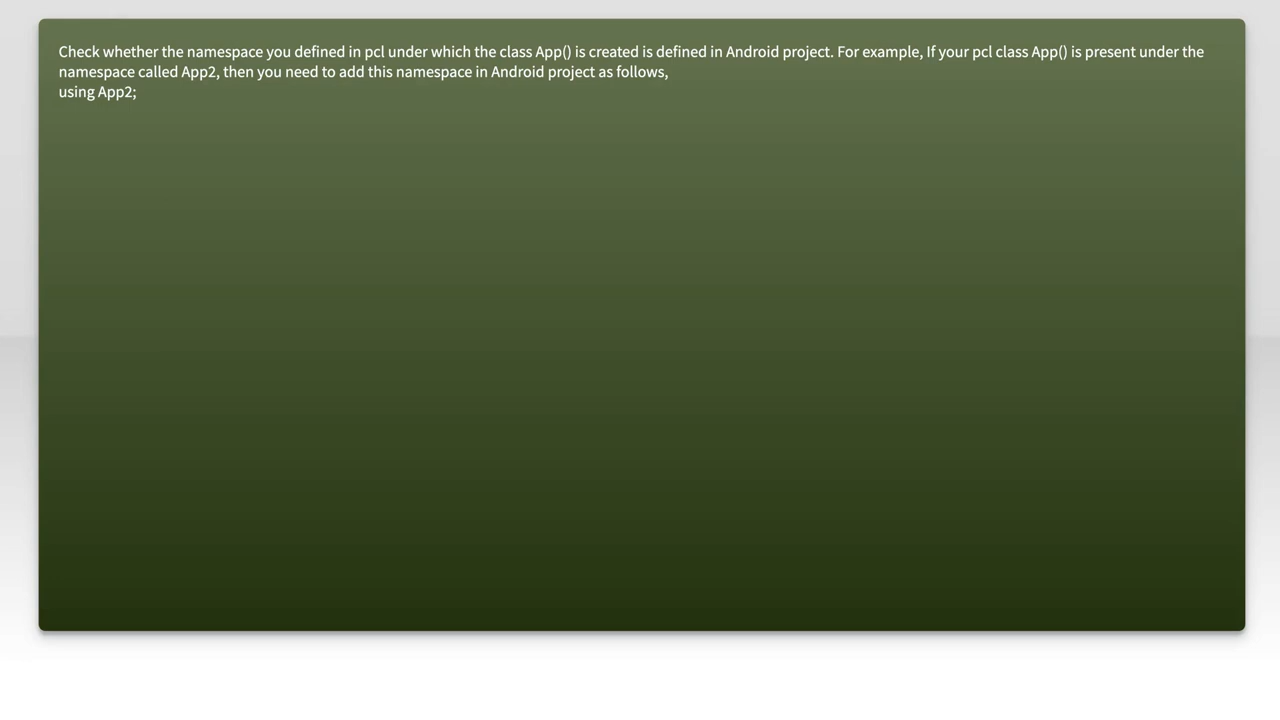 Check whether the namespace you defined in pcl under which the class App() is created is defined in Android project. For example, If your pcl class App() is present under the
namespace called App2, then you need to add this namespace in Android project as follows,
using App2;